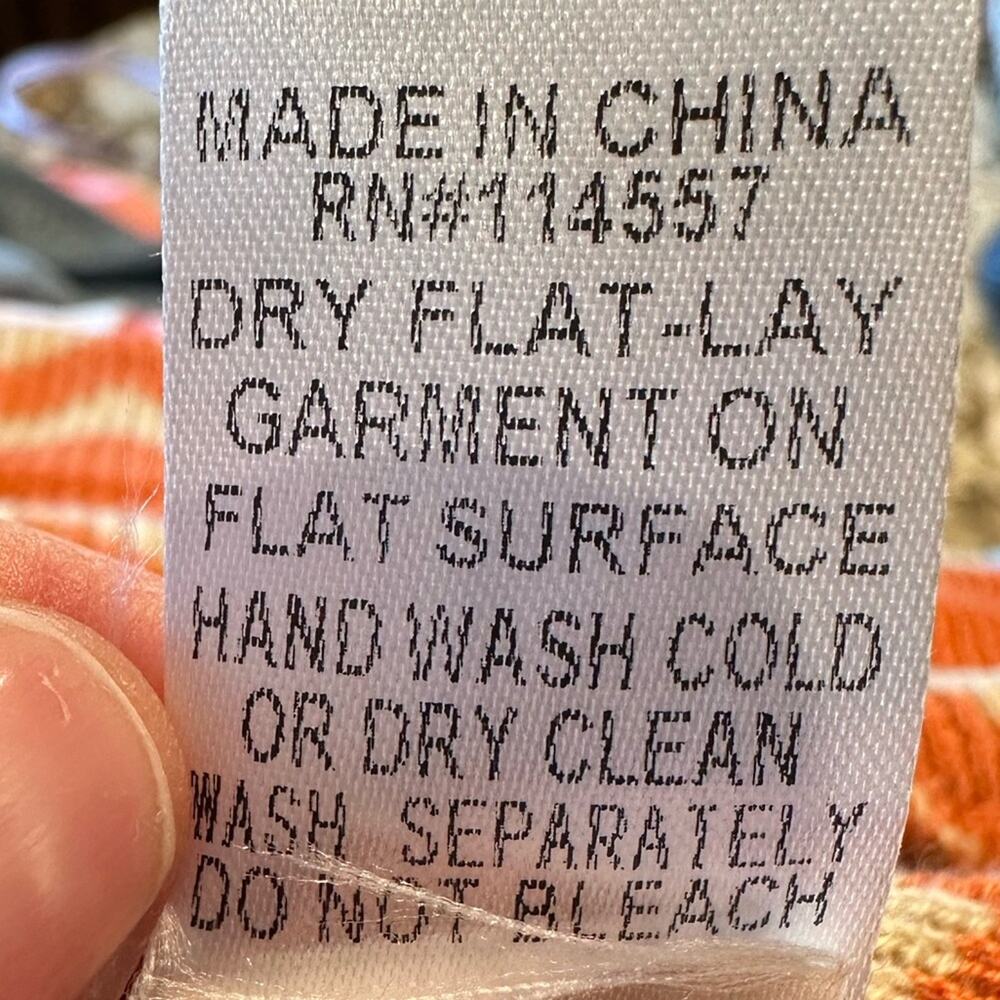 MADE IN CHINA
RN#114557
DRY FLAT-LAY
GARMENT ON
FLAT SURFACE
HAND WASH COLD
OR DRY CLEAN
WASH SEPARATELY
DO NOT BLEACH